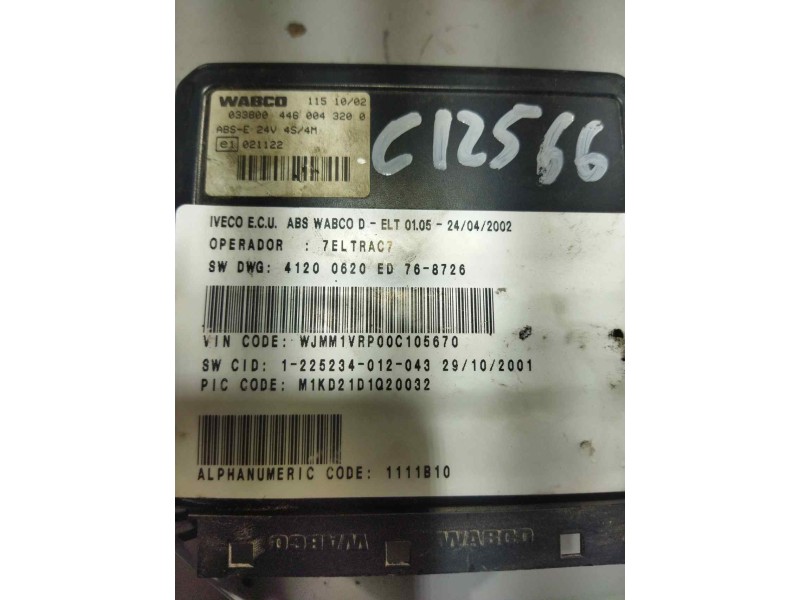 WABCO 115 10/02
033800 446 004 320 0
ABS-E 24V 4S/4M
e1 021122
C12566
IVECO E.C.U. ABS WABCO D - ELT 01.05 - 24/04/2002
OPERADOR : 7ELTRAC7
SW DWG: 4120 0620 ED 76-8726
VIN CODE: WJMM1VRP00C105670
SW CID: 1-225234-012-043 29/10/2001
PIC CODE: M1KD21D1Q20032
ALPHANUMERIC CODE: 1111B10
WABCO WABCO